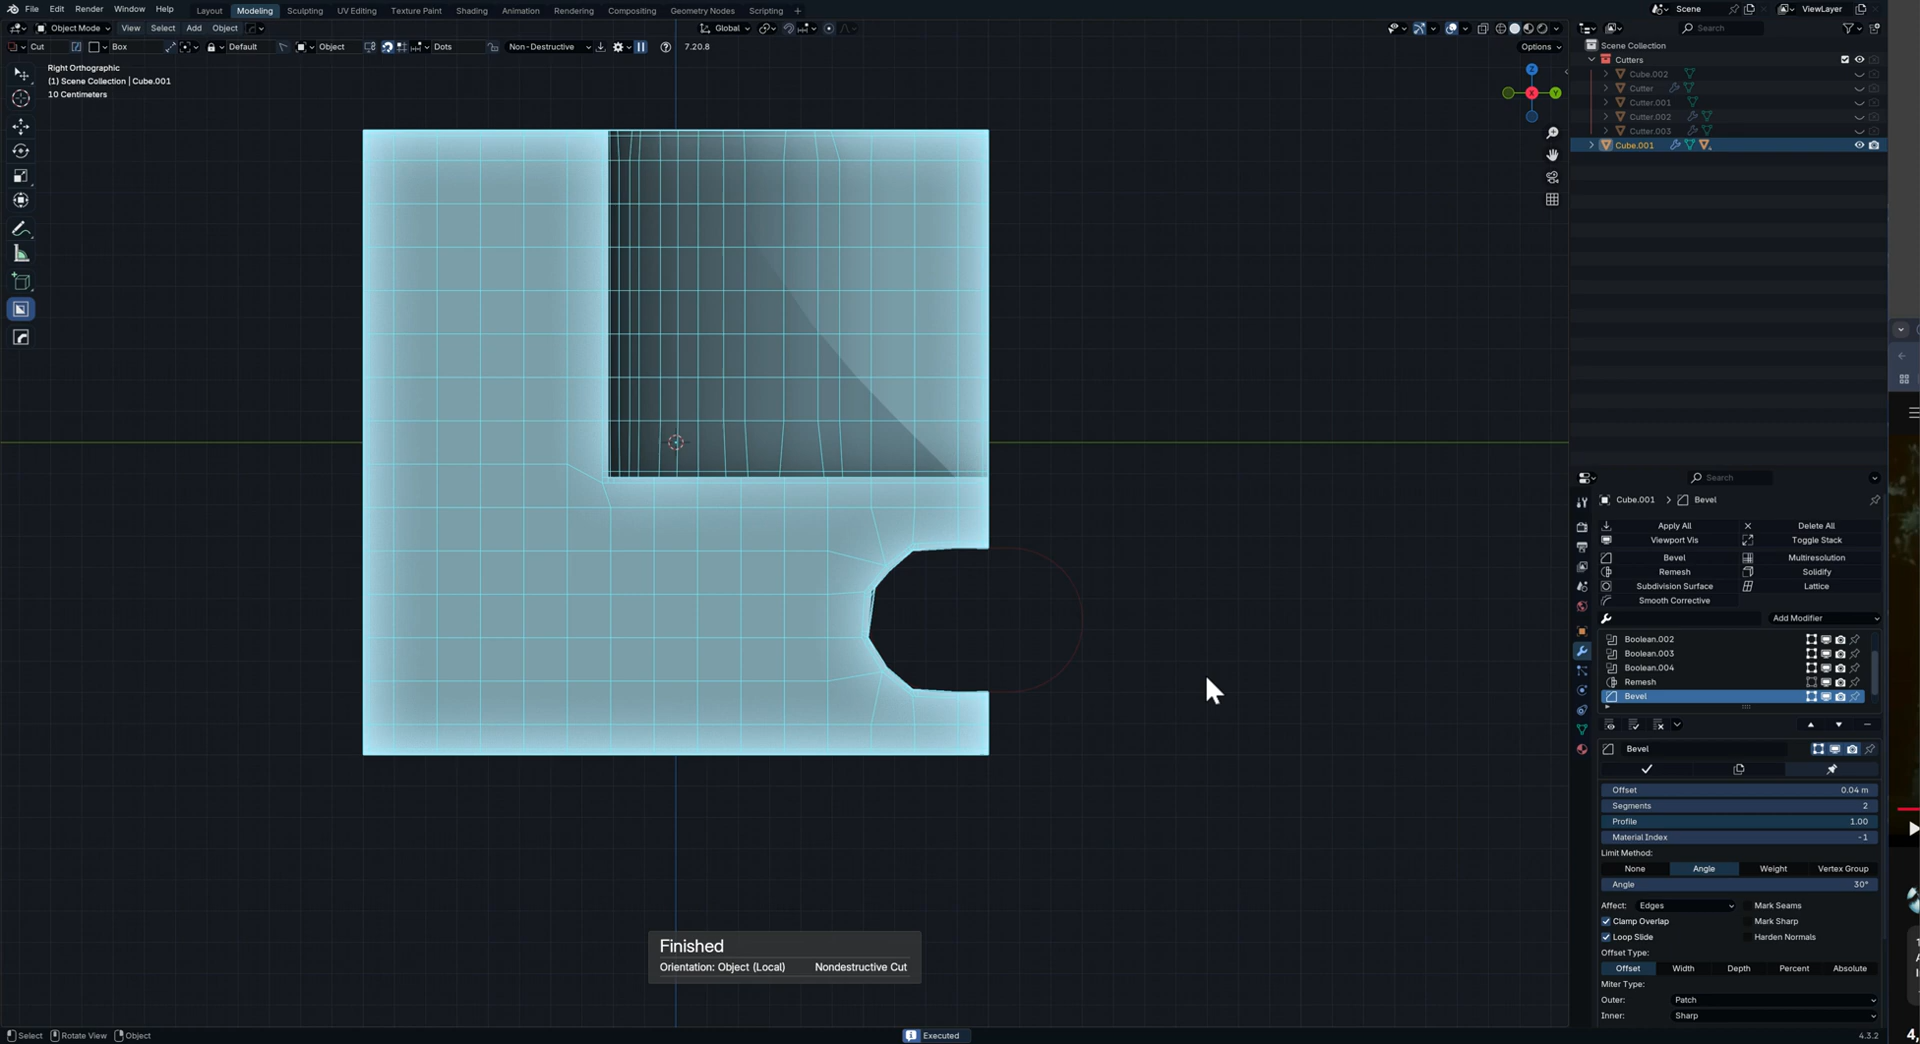 File Edit Render Window Help
Layout Modeling Sculpting UV Editing Texture Paint Shading Animation Rendering Compositing Geometry Nodes Scripting +
Scene ViewLayer
Object Mode View Select Add Object
Global
Search
Cut Box Default Object Dots Non-Destructive 7.20.8
Options
Right Orthographic
(1) Scene Collection | Cube.001
10 Centimeters
Z
X
Y
Scene Collection
Cutters
Cube.002
Cutter
Cutter.001
Cutter.002
Cutter.003
Cube.001
Search
Cube.001 > Bevel
Apply All Delete All
Viewport Vis Toggle Stack
Bevel Multiresolution
Remesh Solidify
Subdivision Surface Lattice
Smooth Corrective
Add Modifier
Boolean.002
Boolean.003
Boolean.004
Remesh
Bevel
Bevel
Offset 0.04 m
Segments 2
Profile 1.00
Material Index -1
Limit Method:
None Angle Weight Vertex Group
Angle 30°
Affect: Edges Mark Seams
Clamp Overlap Mark Sharp
Loop Slide Harden Normals
Offset Type:
Offset Width Depth Percent Absolute
Miter Type:
Outer: Patch
Inner: Sharp
Finished
Orientation: Object (Local) Nondestructive Cut
Select Rotate View Object
Executed
4.3.2
4,